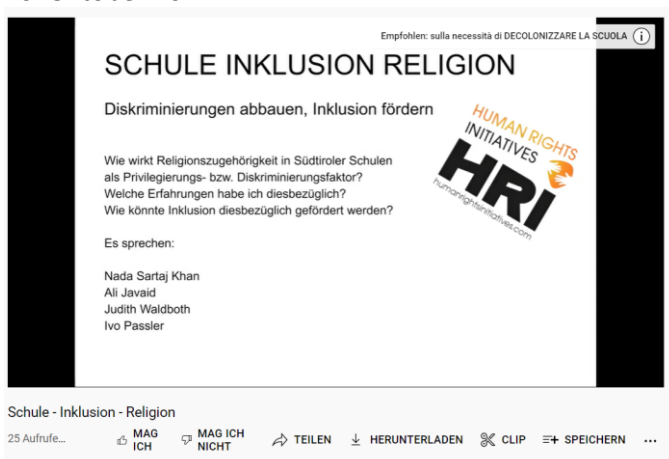 Empfohlen: sulla necessità di DECOLONIZZARE LA SCUOLA
SCHULE INKLUSION RELIGION
Diskriminierungen abbauen, Inklusion fördern
HUMAN RIGHTS
INITIATIVES
HRI
humanrightsinitiatives.com
Wie wirkt Religionszugehörigkeit in Südtiroler Schulen
als Privilegierungs- bzw. Diskriminierungsfaktor?
Welche Erfahrungen habe ich diesbezüglich?
Wie könnte Inklusion diesbezüglich gefördert werden?
Es sprechen:
Nada Sartaj Khan
Ali Javaid
Judith Waldboth
Ivo Passler
Schule - Inklusion - Religion
25 Aufrufe... MAG ICH MAG ICH NICHT TEILEN HERUNTERLADEN CLIP SPEICHERN ...